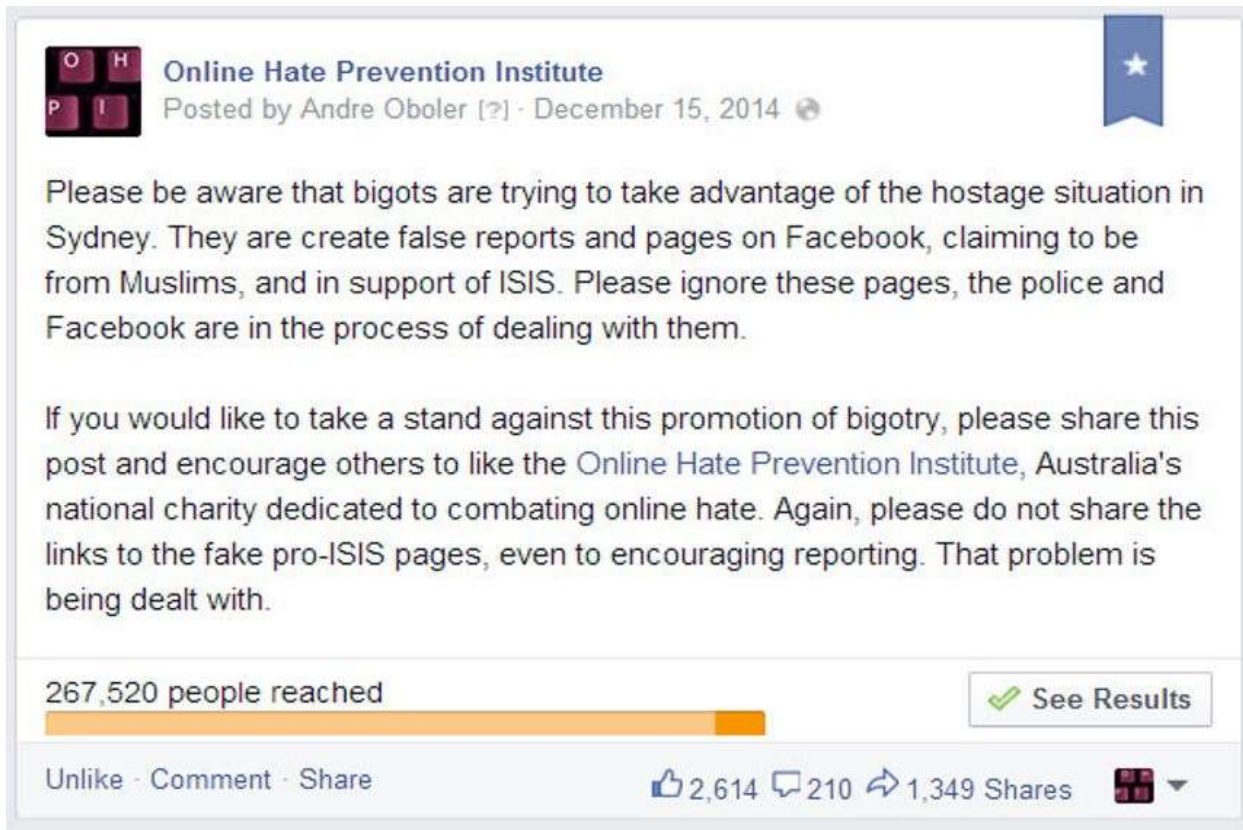 O H
P I
Online Hate Prevention Institute
Posted by Andre Oboler [?] · December 15, 2014
Please be aware that bigots are trying to take advantage of the hostage situation in
Sydney. They are create false reports and pages on Facebook, claiming to be
from Muslims, and in support of ISIS. Please ignore these pages, the police and
Facebook are in the process of dealing with them.
If you would like to take a stand against this promotion of bigotry, please share this
post and encourage others to like the Online Hate Prevention Institute, Australia's
national charity dedicated to combating online hate. Again, please do not share the
links to the fake pro-ISIS pages, even to encouraging reporting. That problem is
being dealt with.
267,520 people reached
See Results
Unlike · Comment · Share
2,614 210 1,349 Shares